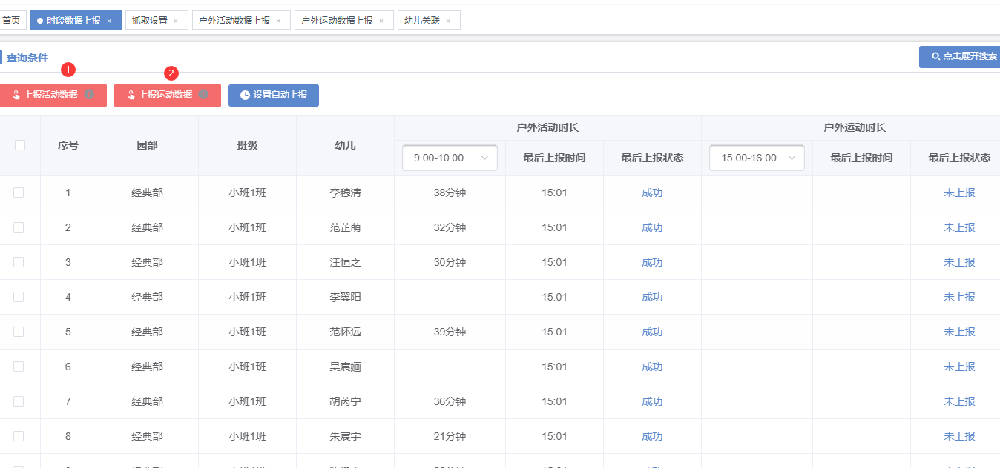 首页 时段数据上报 × 抓取设置 × 户外活动数据上报 × 户外运动数据上报 × 幼儿关联 ×
查询条件 点击展开搜索
1 2
上报活动数据 上报运动数据 设置自动上报
户外活动时长 户外运动时长
序号 园部 班级 幼儿 9:00-10:00 最后上报时间 最后上报状态 15:00-16:00 最后上报时间 最后上报状态
1 经典部 小班1班 李穆清 38分钟 15:01 成功 未上报
2 经典部 小班1班 范芷萌 32分钟 15:01 成功 未上报
3 经典部 小班1班 汪恒之 30分钟 15:01 成功 未上报
4 经典部 小班1班 李翼阳 15:01 成功 未上报
5 经典部 小班1班 范怀远 39分钟 15:01 成功 未上报
6 经典部 小班1班 吴宸婳 15:01 成功 未上报
7 经典部 小班1班 胡芮宁 36分钟 15:01 成功 未上报
8 经典部 小班1班 朱宸宇 21分钟 15:01 成功 未上报